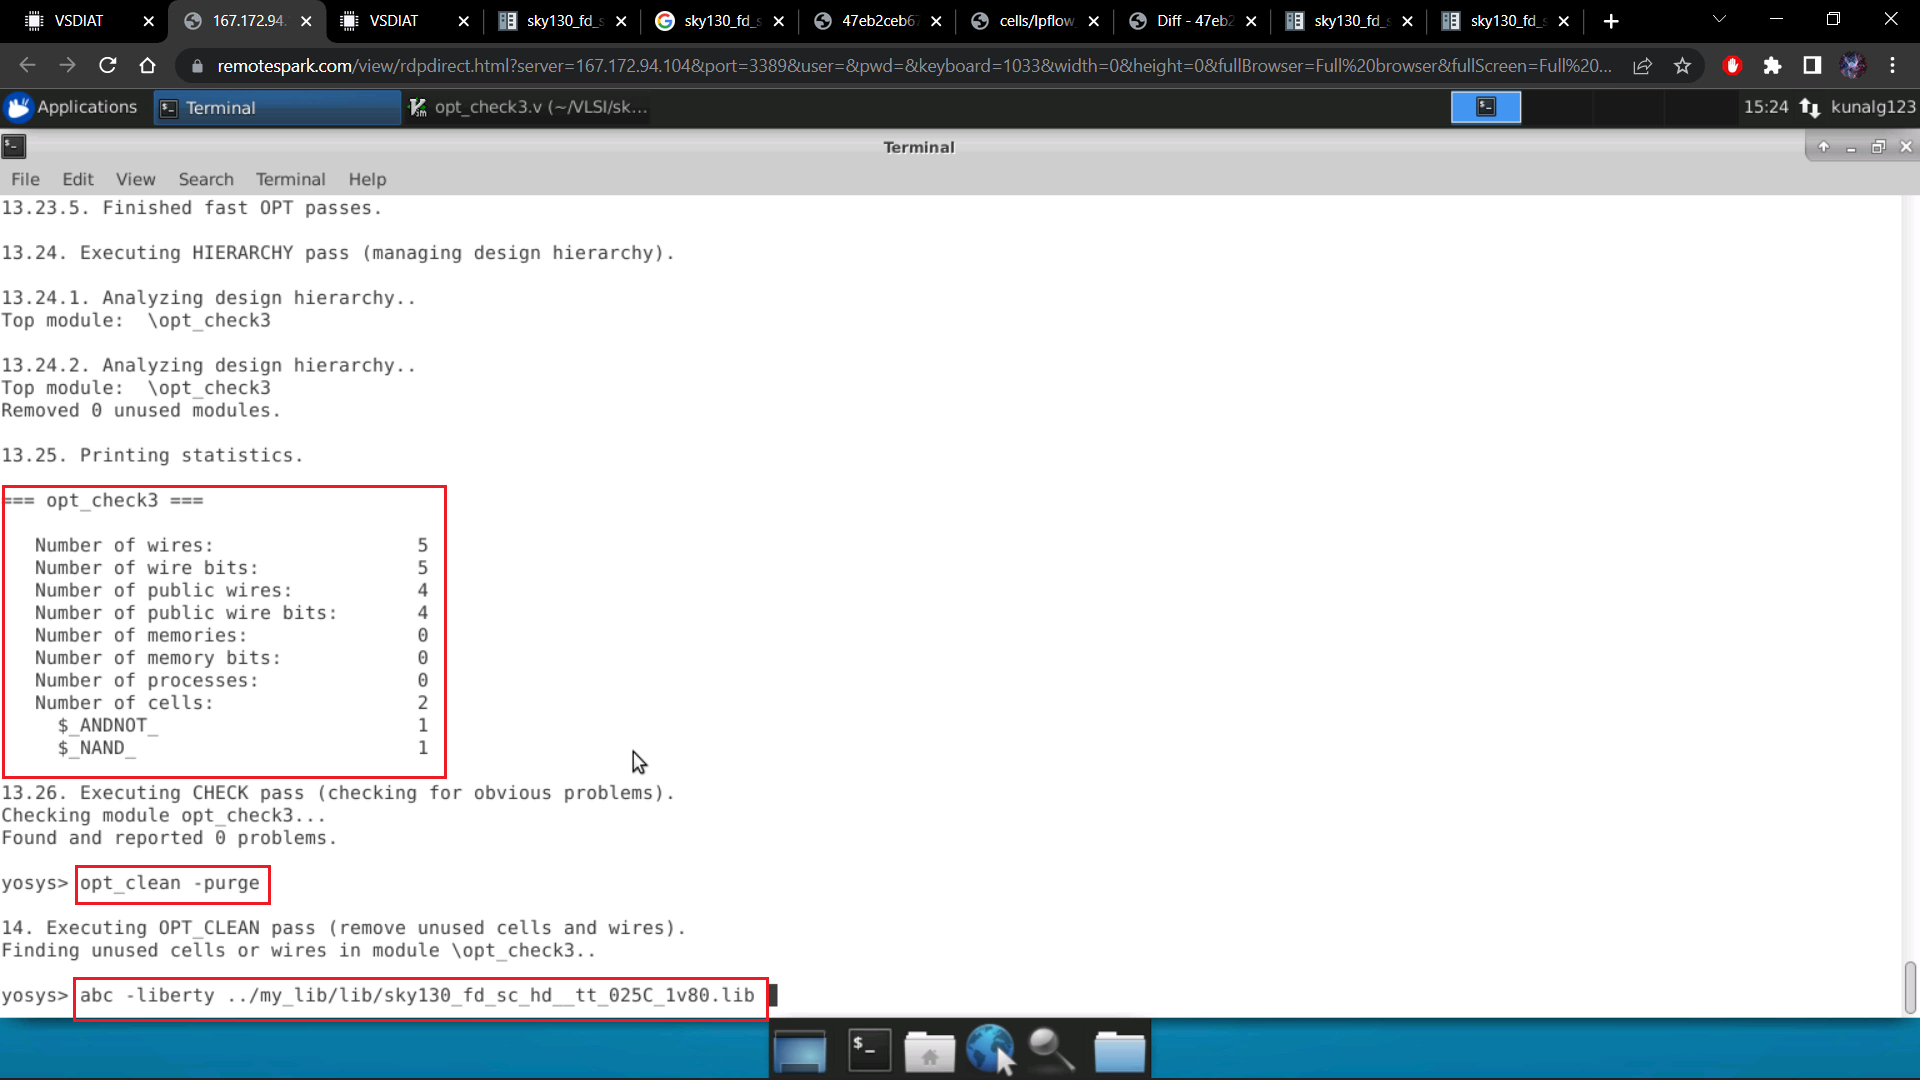 VSDIAT
167.172.94.
VSDIAT
sky130_fd_s
sky130_fd_s
47eb2ceb67
cells/lpflow
Diff - 47eb2
sky130_fd_s
sky130_fd_s
remotespark.com/view/rdpdirect.html?server=167.172.94.104&port=3389&user=&pwd=&keyboard=1033&width=0&height=0&fullBrowser=Full%20browser&fullScreen=Full%20...
Applications
Terminal
opt_check3.v (~/VLSI/sk...
15:24
kunalg123
Terminal
File Edit View Search Terminal Help
13.23.5. Finished fast OPT passes.
13.24. Executing HIERARCHY pass (managing design hierarchy).
13.24.1. Analyzing design hierarchy..
Top module:  \opt_check3
13.24.2. Analyzing design hierarchy..
Top module:  \opt_check3
Removed 0 unused modules.
13.25. Printing statistics.
=== opt_check3 ===
Number of wires: 5
Number of wire bits: 5
Number of public wires: 4
Number of public wire bits: 4
Number of memories: 0
Number of memory bits: 0
Number of processes: 0
Number of cells: 2
$_ANDNOT_ 1
$_NAND_ 1
13.26. Executing CHECK pass (checking for obvious problems).
Checking module opt_check3...
Found and reported 0 problems.
yosys> opt_clean -purge
14. Executing OPT_CLEAN pass (remove unused cells and wires).
Finding unused cells or wires in module \opt_check3..
yosys> abc -liberty ../my_lib/lib/sky130_fd_sc_hd__tt_025C_1v80.lib